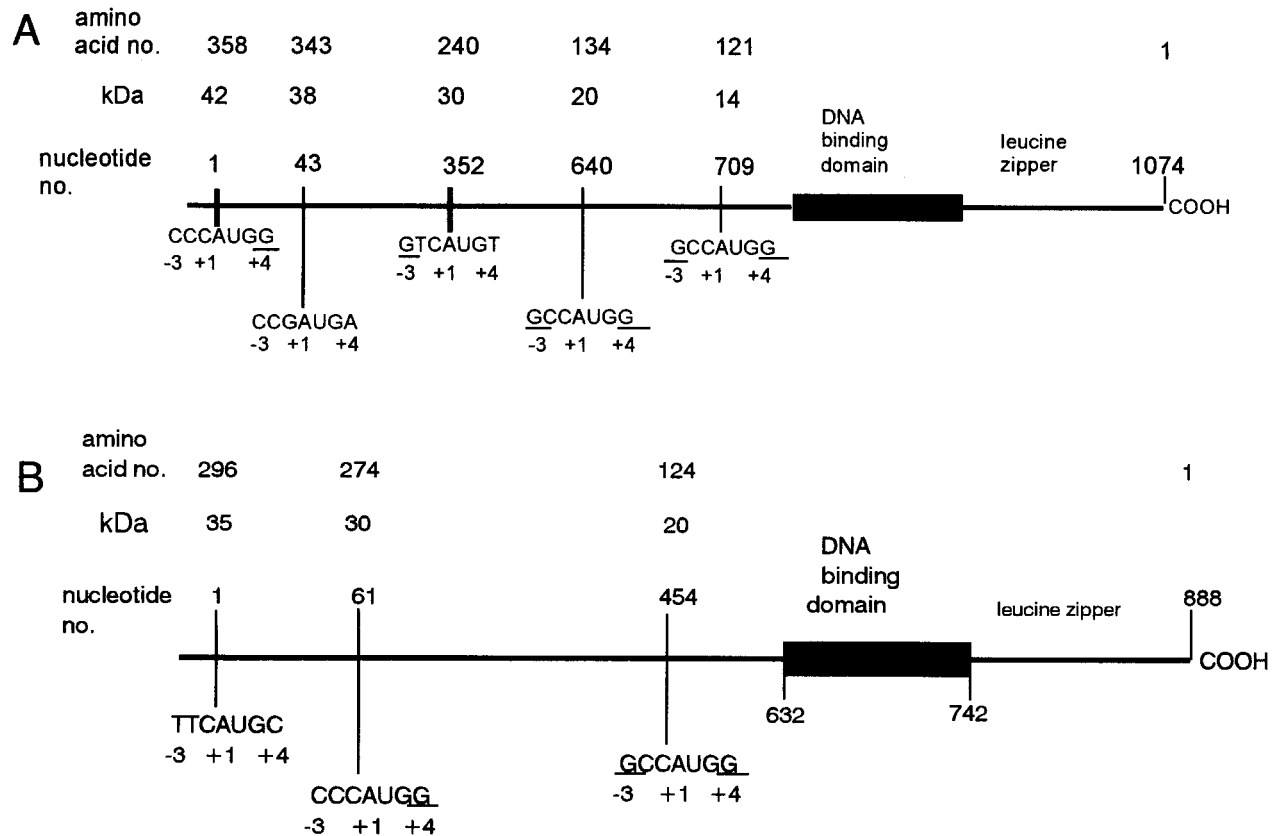 A
amino
acid no. 358 343 240 134 121 1
kDa 42 38 30 20 14
DNA
binding
domain
leucine
zipper
nucleotide
no.
1 43 352 640 709 1074
COOH
CCCAUGG GTCAUGT GCCAUGG
-3 +1 +4 -3 +1 +4 -3 +1 +4
CCGAUGA GCCAUGG
-3 +1 +4 -3 +1 +4
B
amino
acid no. 296 274 124 1
kDa 35 30 20
DNA
binding
domain
leucine zipper
nucleotide
no.
1 61 454 888
COOH
632 742
TTCAUGC
-3 +1 +4
GCCAUGG
-3 +1 +4
CCCAUGG
-3 +1 +4